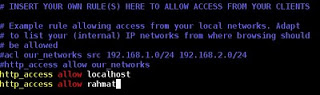 # INSERT YOUR OWN RULE(S) HERE TO ALLOW ACCESS FROM YOUR CLIENTS
# Example rule allowing access from your local networks. Adapt
# to list your (internal) IP networks from where browsing should
# be allowed
#acl our_networks src 192.168.1.0/24 192.168.2.0/24
#http_access allow our_networks
http_access allow localhost
http_access allow rahmat